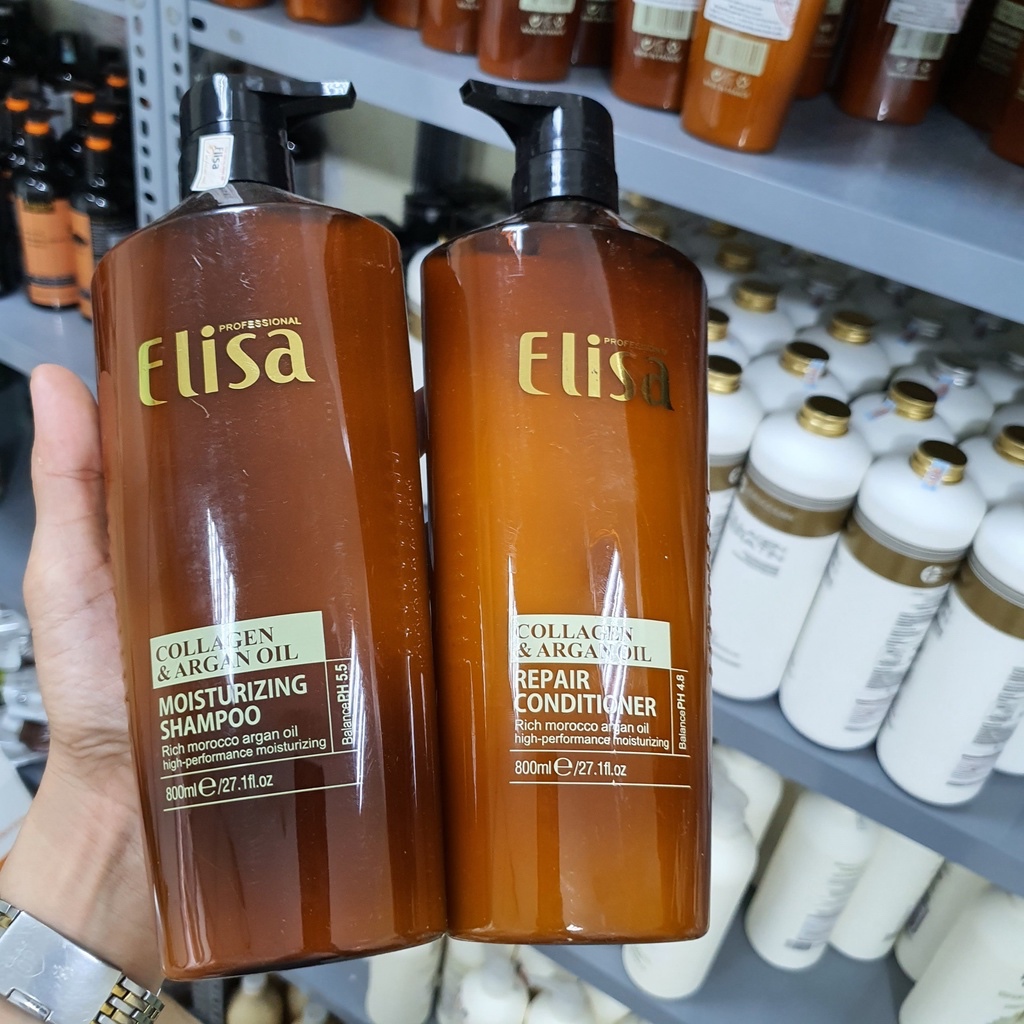 Elisa
PROFESSIONAL
Elisa
COLLAGEN
& ARGAN OIL
MOISTURIZING
SHAMPOO
Rich morocco argan oil
high-performance moisturizing
800ml e/27.1fl.oz
Balance PH 5.5
PROFESSIONAL
Elisa
COLLAGEN
& ARGAN OIL
REPAIR
CONDITIONER
Rich morocco argan oil
high-performance moisturizing
800ml e/27.1fl.oz
Balance PH 4.8